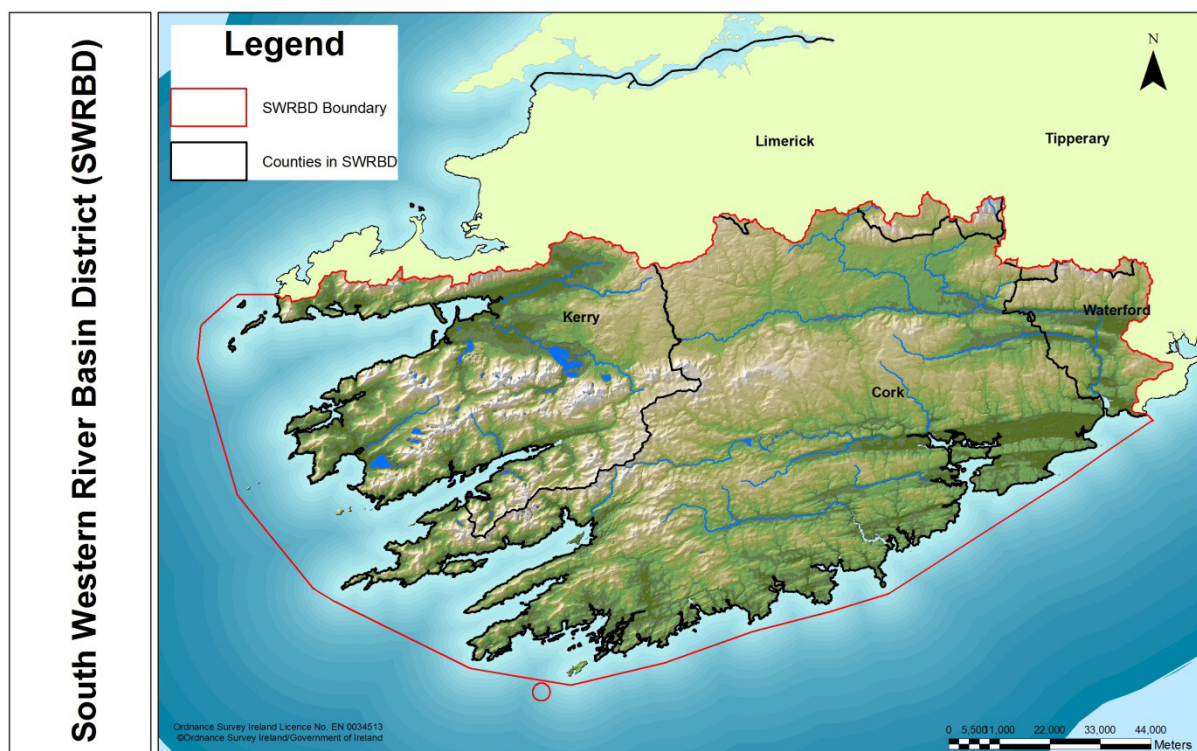 South Western River Basin District (SWRBD)
Legend
SWRBD Boundary
Counties in SWRBD
N
Limerick
Tipperary
Kerry
Waterford
Cork
Ordnance Survey Ireland Licence No. EN 0034513
©Ordnance Survey Ireland/Government of Ireland
0 5,500 11,000 22,000 33,000 44,000
Meters